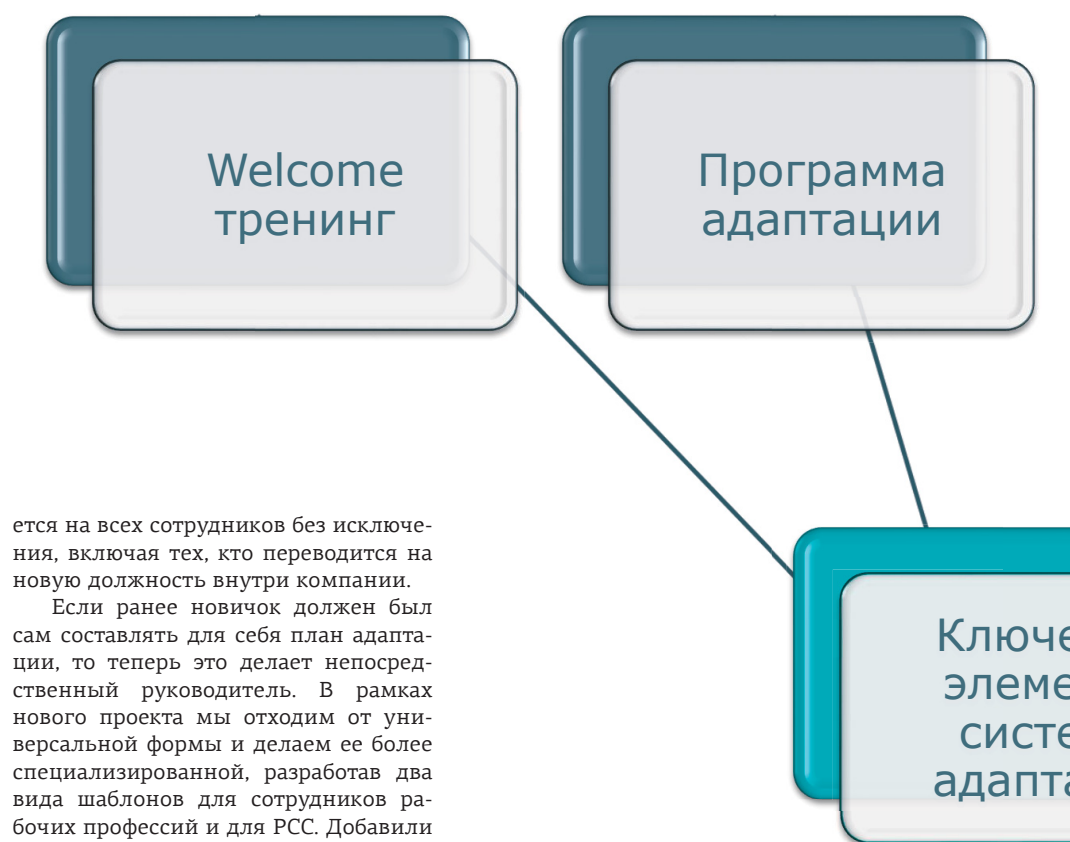 Welcome
тренинг
Программа
адаптации
ется на всех сотрудников без исключе-
ния, включая тех, кто переводится на
новую должность внутри компании.
Если ранее новичок должен был
сам составлять для себя план адапта-
ции, то теперь это делает непосред-
ственный руководитель. В рамках
нового проекта мы отходим от уни-
версальной формы и делаем ее более
специализированной, разработав два
вида шаблонов для сотрудников ра-
бочих профессий и для РСС. Добавили